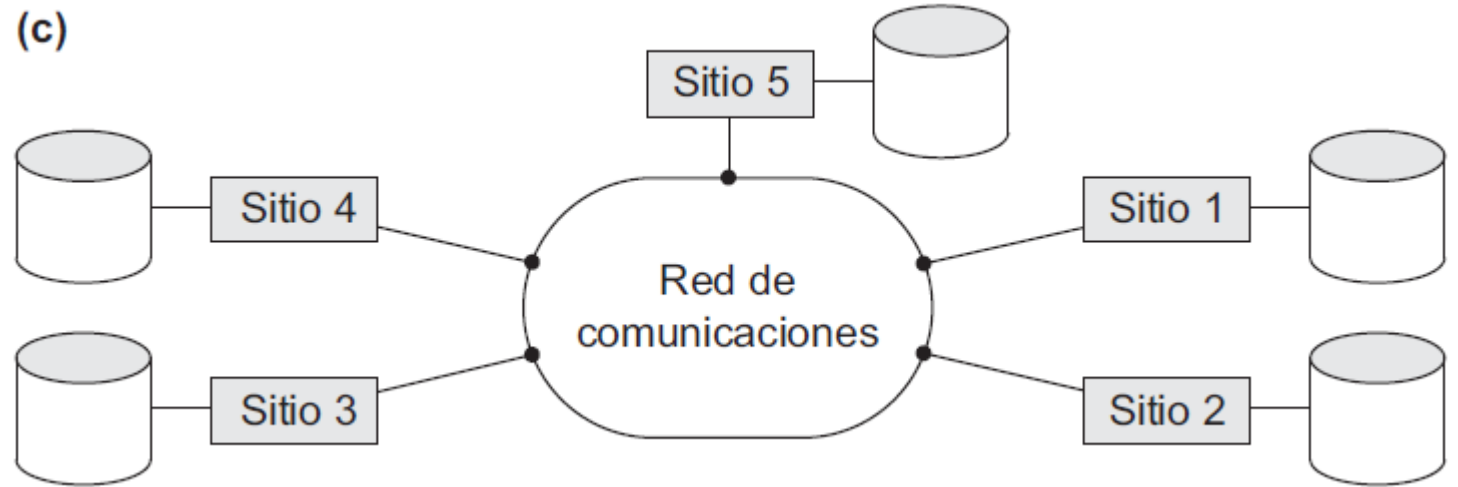 (c)
Sitio 5
Sitio 4
Sitio 1
Red de
comunicaciones
Sitio 3
Sitio 2